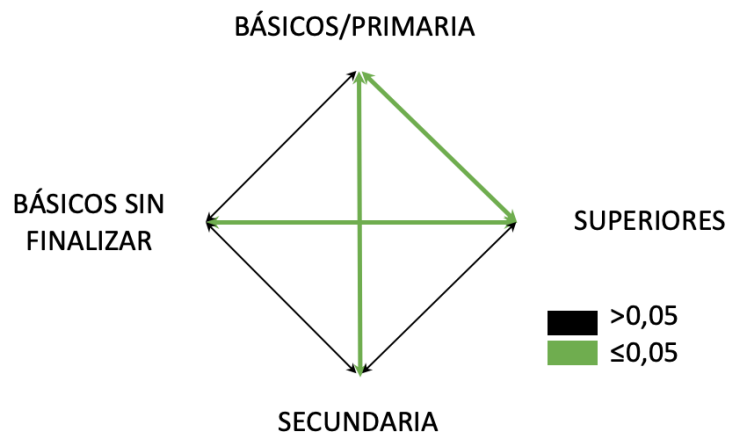 BÁSICOS/PRIMARIA
BÁSICOS SIN
FINALIZAR
SUPERIORES
>0,05
≤0,05
SECUNDARIA